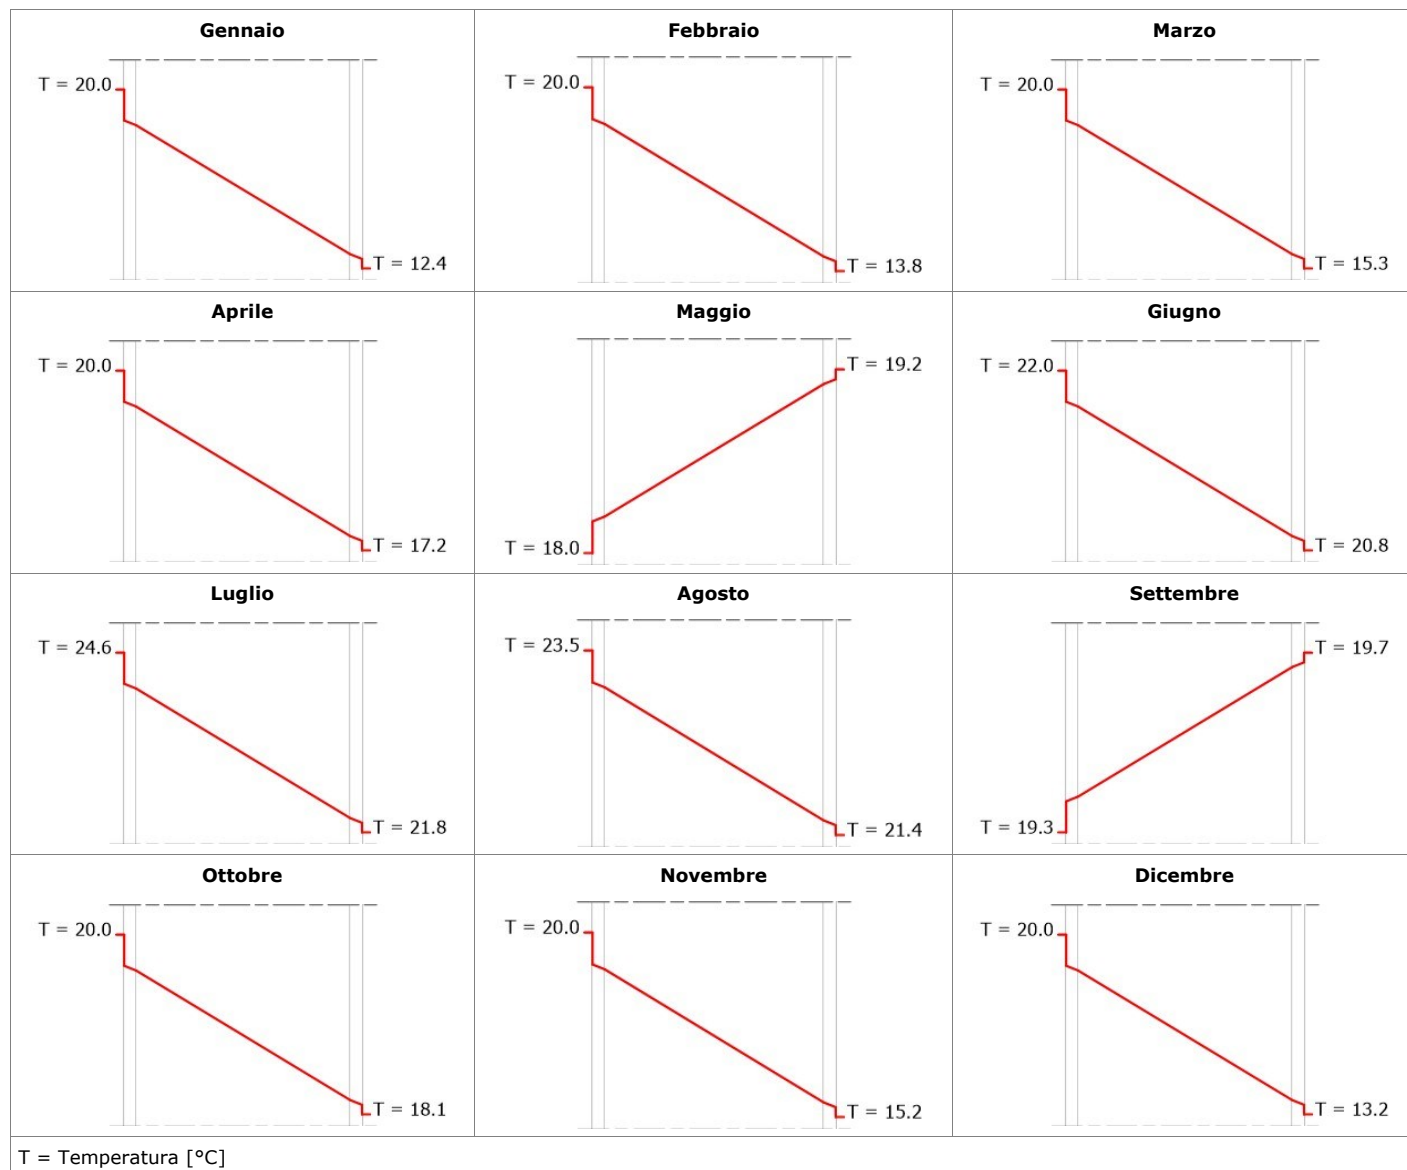 Gennaio
T = 20.0
T = 12.4
Febbraio
T = 20.0
T = 13.8
Marzo
T = 20.0
T = 15.3
Aprile
T = 20.0
T = 17.2
Maggio
T = 19.2
T = 18.0
Giugno
T = 22.0
T = 20.8
Luglio
T = 24.6
T = 21.8
Agosto
T = 23.5
T = 21.4
Settembre
T = 19.7
T = 19.3
Ottobre
T = 20.0
T = 18.1
Novembre
T = 20.0
T = 15.2
Dicembre
T = 20.0
T = 13.2
T = Temperatura [°C]